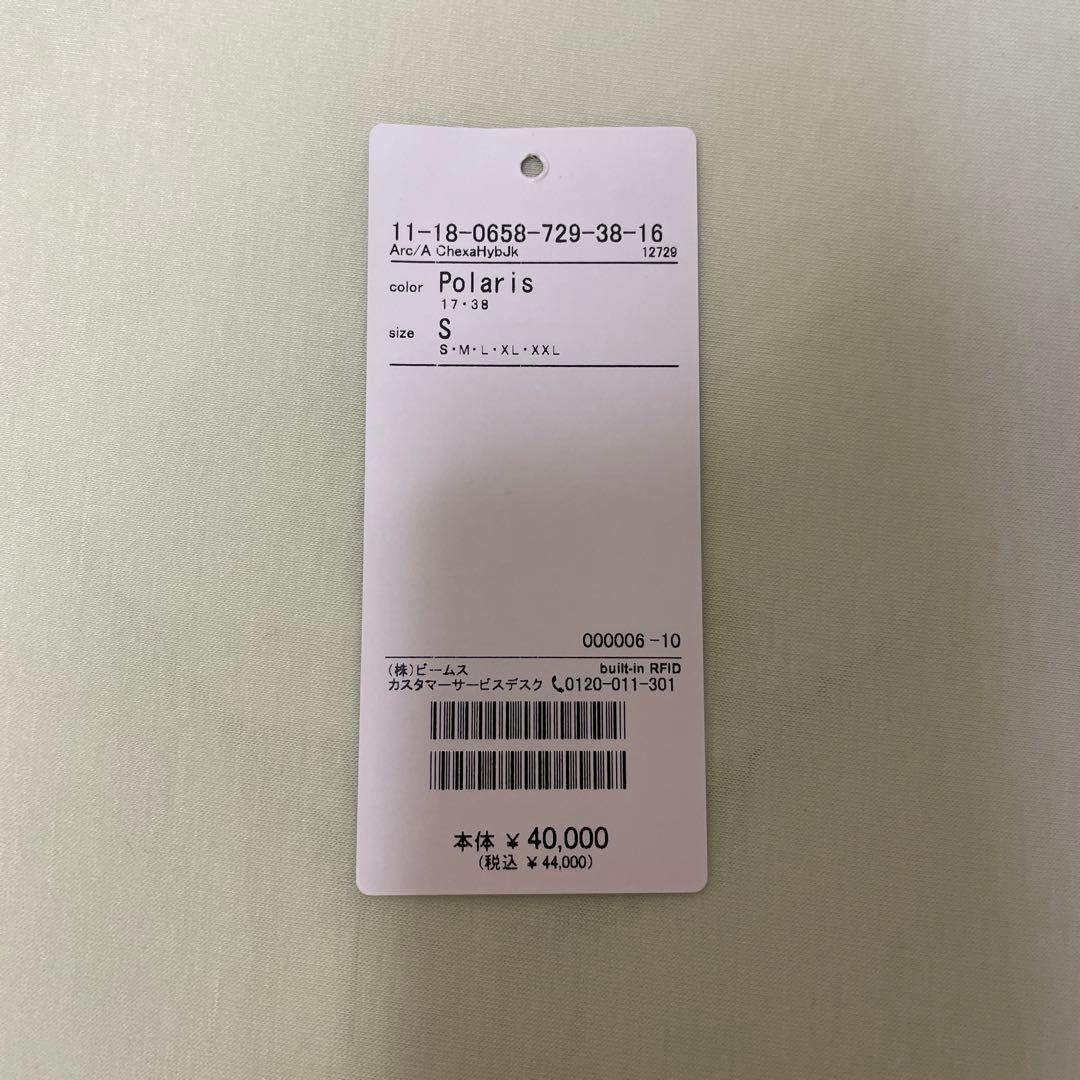 11-18-0658-729-38-16
Arc/A ChexaHybJk 12729
color Polaris
17・38
size S
S・M・L・XL・XXL
000006-10
(株)ビームス built-in RFID
カスタマーサービスデスク 📞0120-011-301
本体 ¥ 40,000
(税込 ¥ 44,000)